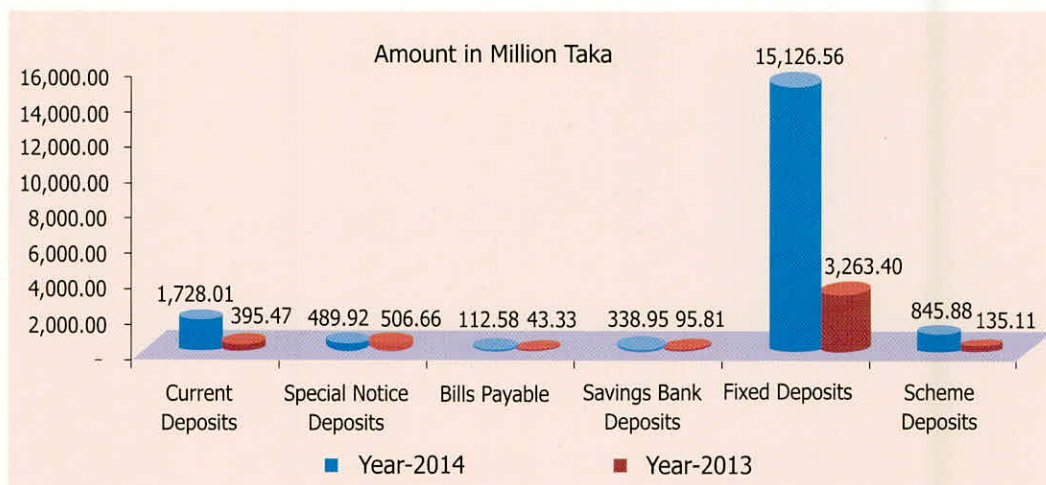 Amount in Million Taka
16,000.00
14,000.00
12,000.00
10,000.00
8,000.00
6,000.00
4,000.00
2,000.00
-
1,728.01
395.47
489.92
506.66
112.58
43.33
338.95
95.81
15,126.56
3,263.40
845.88
135.11
Current
Deposits
Special Notice
Deposits
Bills Payable
Savings Bank
Deposits
Fixed Deposits
Scheme
Deposits
Year-2014
Year-2013